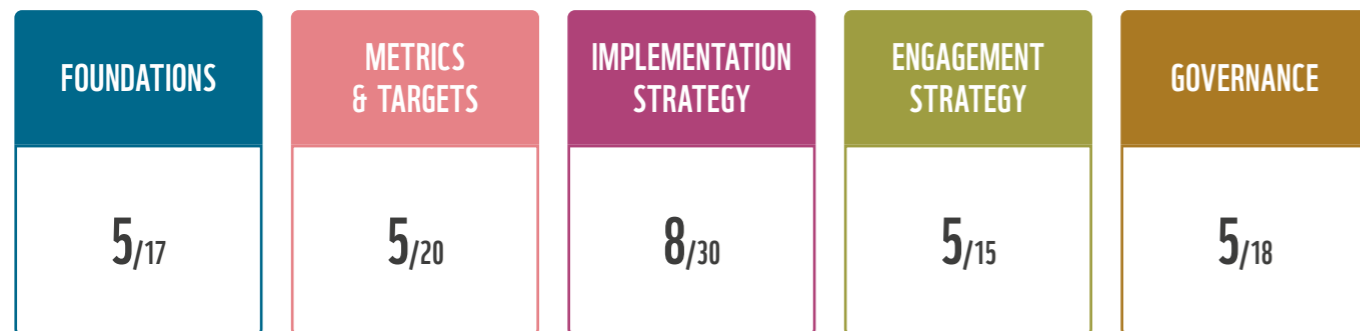 FOUNDATIONS
METRICS
& TARGETS
IMPLEMENTATION
STRATEGY
ENGAGEMENT
STRATEGY
GOVERNANCE
5/17
5/20
8/30
5/15
5/18